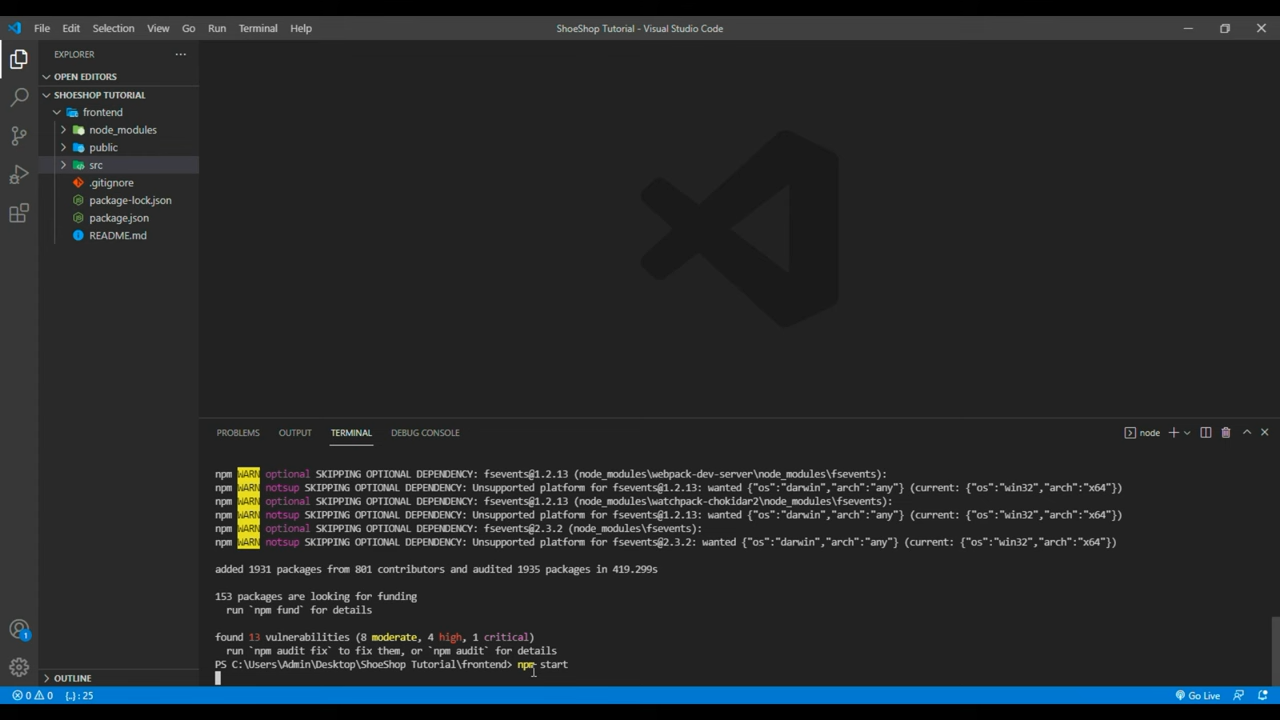 File Edit Selection View Go Run Terminal Help
ShoeShop Tutorial - Visual Studio Code
EXPLORER
OPEN EDITORS
SHOESHOP TUTORIAL
frontend
node_modules
public
src
.gitignore
package-lock.json
package.json
README.md
OUTLINE
PROBLEMS OUTPUT TERMINAL DEBUG CONSOLE
node
npm WARN optional SKIPPING OPTIONAL DEPENDENCY: fsevents@1.2.13 (node_modules\webpack-dev-server\node_modules\fsevents):
npm WARN notsup SKIPPING OPTIONAL DEPENDENCY: Unsupported platform for fsevents@1.2.13: wanted {"os":"darwin","arch":"any"} (current: {"os":"win32","arch":"x64"})
npm WARN optional SKIPPING OPTIONAL DEPENDENCY: fsevents@1.2.13 (node_modules\watchpack-chokidar2\node_modules\fsevents):
npm WARN notsup SKIPPING OPTIONAL DEPENDENCY: Unsupported platform for fsevents@1.2.13: wanted {"os":"darwin","arch":"any"} (current: {"os":"win32","arch":"x64"})
npm WARN optional SKIPPING OPTIONAL DEPENDENCY: fsevents@2.3.2 (node_modules\fsevents):
npm WARN notsup SKIPPING OPTIONAL DEPENDENCY: Unsupported platform for fsevents@2.3.2: wanted {"os":"darwin","arch":"any"} (current: {"os":"win32","arch":"x64"})
added 1931 packages from 801 contributors and audited 1935 packages in 419.299s
153 packages are looking for funding
run `npm fund` for details
found 13 vulnerabilities (8 moderate, 4 high, 1 critical)
run `npm audit fix` to fix them, or `npm audit` for details
PS C:\Users\Admin\Desktop\ShoeShop Tutorial\frontend> npm start
1
0 0 {..}: 25
Go Live